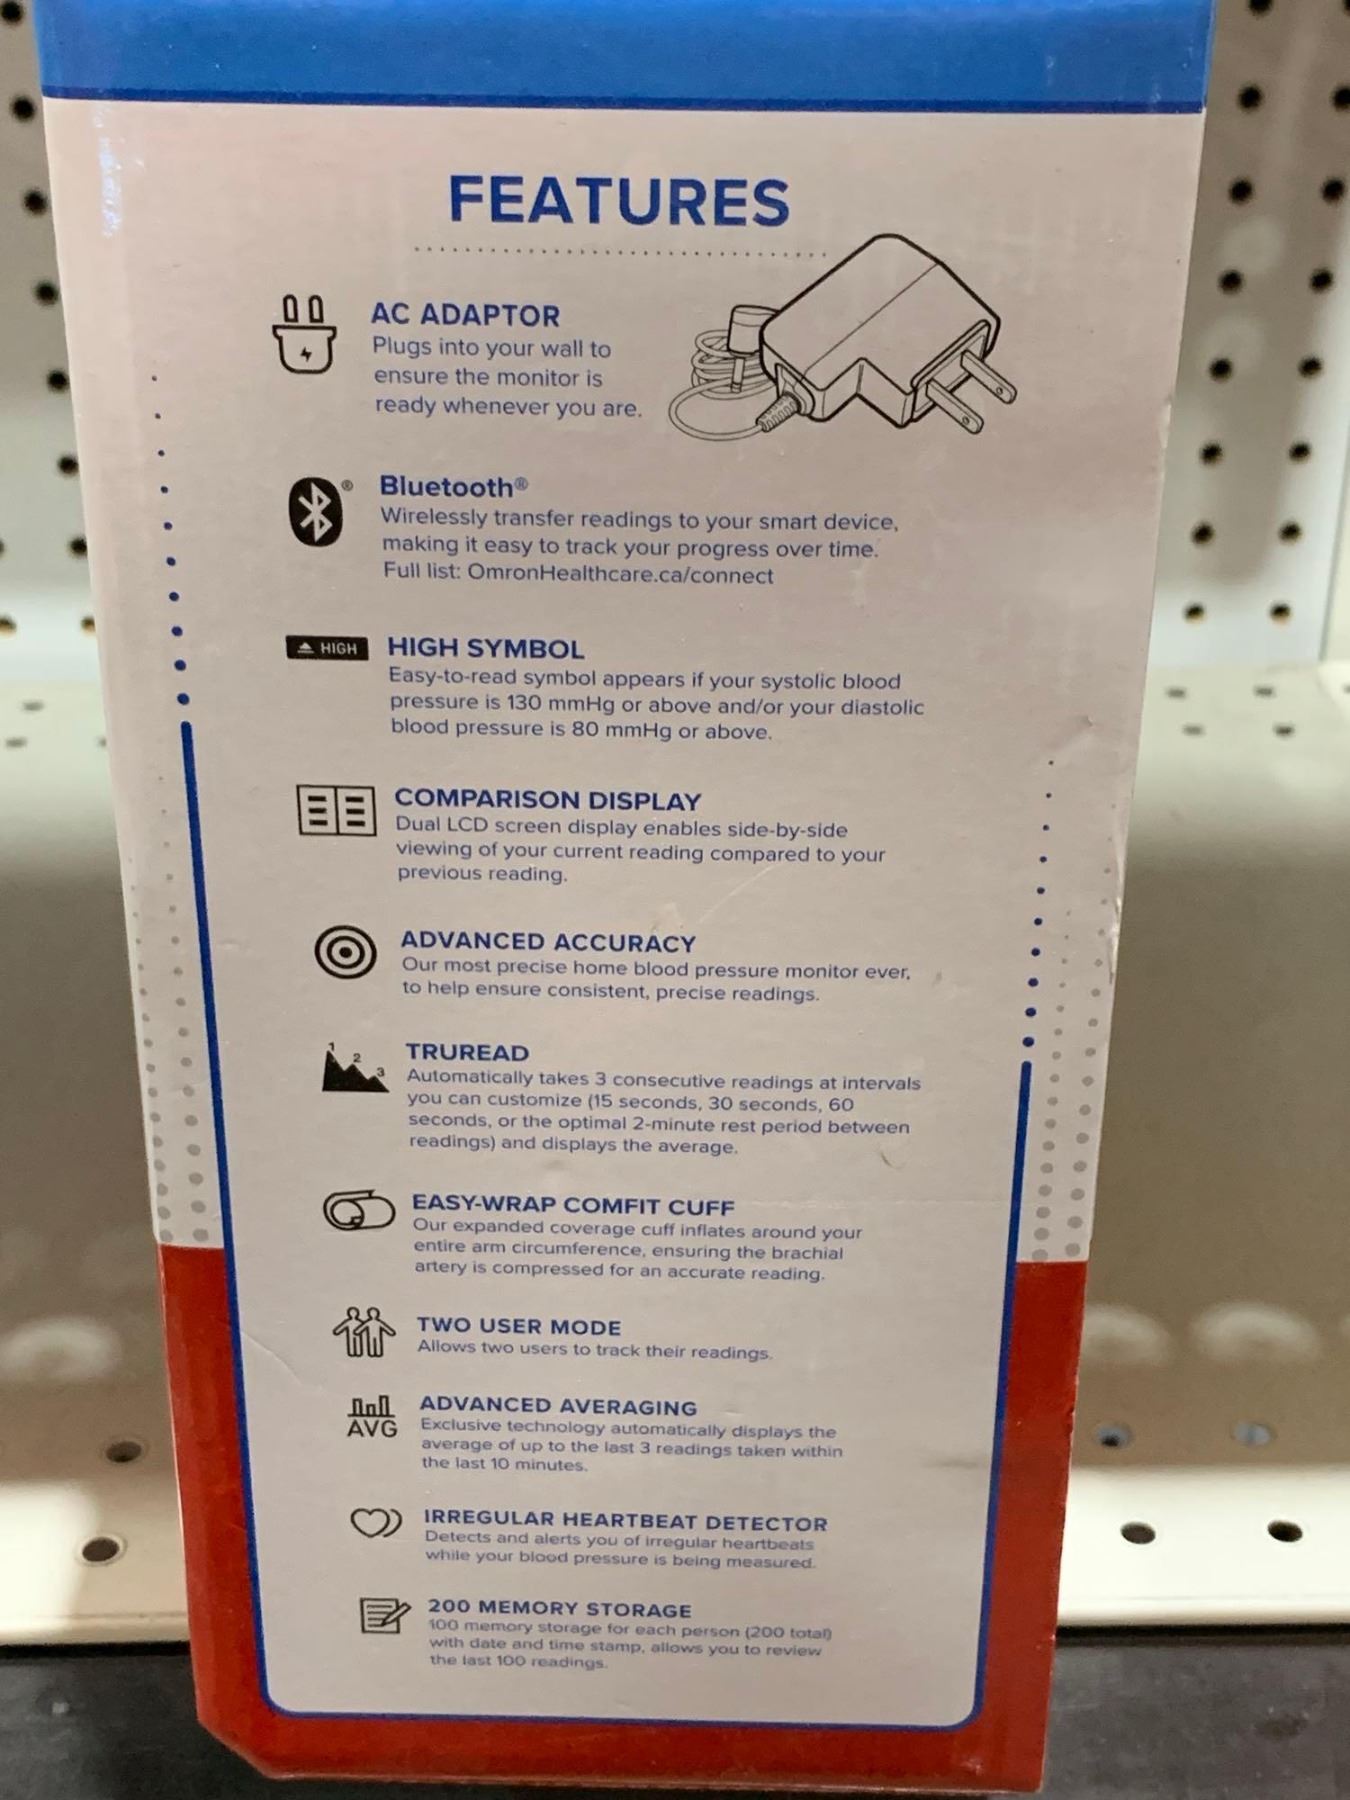 FEATURES
AC ADAPTOR
Plugs into your wall to
ensure the monitor is
ready whenever you are.
®
Bluetooth®
Wirelessly transfer readings to your smart device,
making it easy to track your progress over time.
Full list: OmronHealthcare.ca/connect
HIGH
HIGH SYMBOL
Easy-to-read symbol appears if your systolic blood
pressure is 130 mmHg or above and/or your diastolic
blood pressure is 80 mmHg or above.
COMPARISON DISPLAY
Dual LCD screen display enables side-by-side
viewing of your current reading compared to your
previous reading.
ADVANCED ACCURACY
Our most precise home blood pressure monitor ever,
to help ensure consistent, precise readings.
1 2 3
TRUREAD
Automatically takes 3 consecutive readings at intervals
you can customize (15 seconds, 30 seconds, 60
seconds, or the optimal 2-minute rest period between
readings) and displays the average.
EASY-WRAP COMFIT CUFF
Our expanded coverage cuff inflates around your
entire arm circumference, ensuring the brachial
artery is compressed for an accurate reading.
TWO USER MODE
Allows two users to track their readings.
AVG
ADVANCED AVERAGING
Exclusive technology automatically displays the
average of up to the last 3 readings taken within
the last 10 minutes.
IRREGULAR HEARTBEAT DETECTOR
Detects and alerts you of irregular heartbeats
while your blood pressure is being measured.
200 MEMORY STORAGE
100 memory storage for each person (200 total)
with date and time stamp, allows you to review
the last 100 readings.